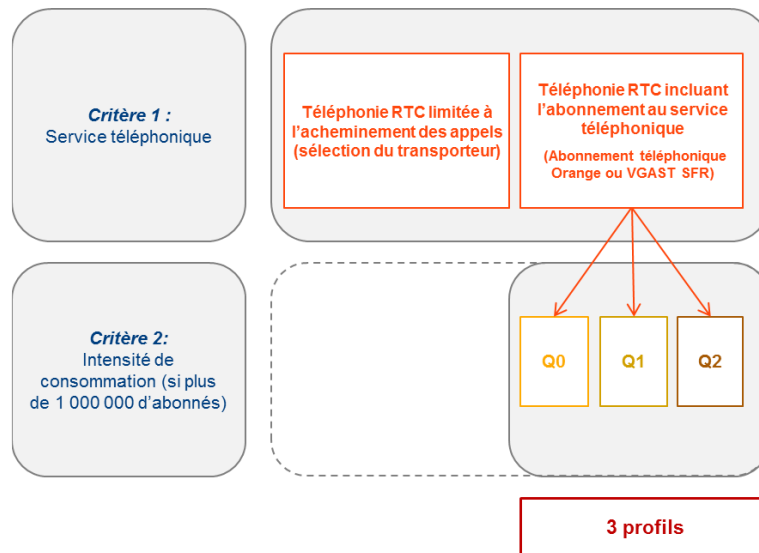 Critère 1 :
Service téléphonique
Téléphonie RTC limitée à
l'acheminement des appels
(sélection du transporteur)
Téléphonie RTC incluant
l'abonnement au service
téléphonique
(Abonnement téléphonique
Orange ou VGAST SFR)
Critère 2:
Intensité de
consommation (si plus
de 1 000 000 d'abonnés)
Q0
Q1
Q2
3 profils